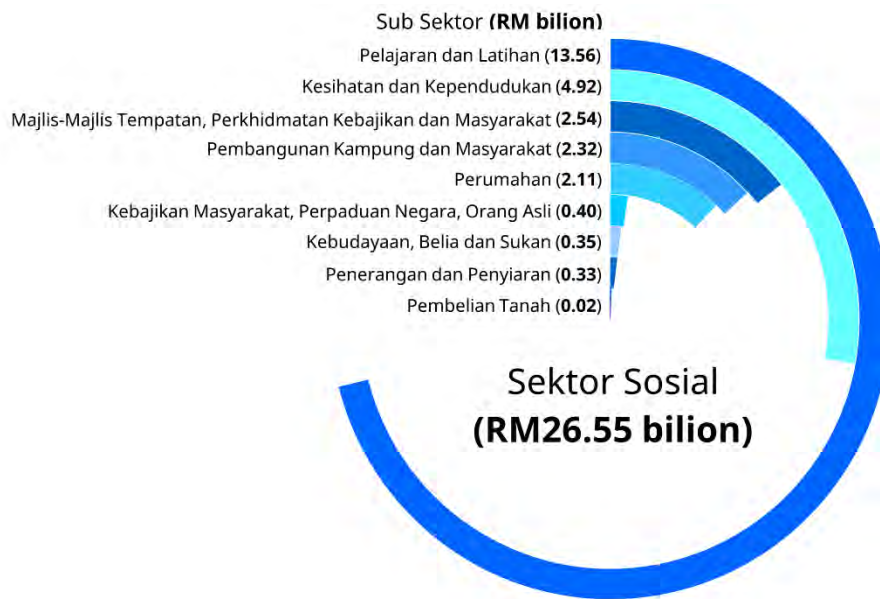 Sub Sektor (RM bilion)
Pelajaran dan Latihan (13.56)
Kesihatan dan Kependudukan (4.92)
Majlis-Majlis Tempatan, Perkhidmatan Kebajikan dan Masyarakat (2.54)
Pembangunan Kampung dan Masyarakat (2.32)
Perumahan (2.11)
Kebajikan Masyarakat, Perpaduan Negara, Orang Asli (0.40)
Kebudayaan, Belia dan Sukan (0.35)
Penerangan dan Penyiaran (0.33)
Pembelian Tanah (0.02)
Sektor Sosial
(RM26.55 bilion)